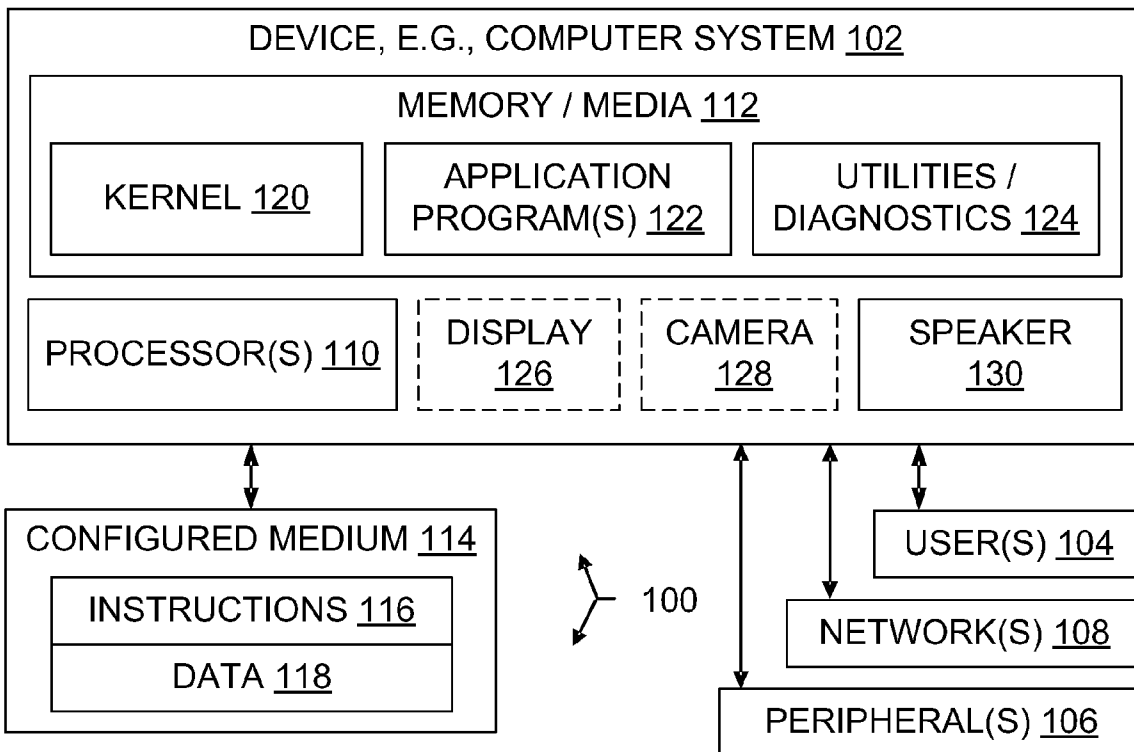 DEVICE, E.G., COMPUTER SYSTEM 102
MEMORY / MEDIA 112
KERNEL 120
APPLICATION
PROGRAM(S) 122
UTILITIES /
DIAGNOSTICS 124
PROCESSOR(S) 110
DISPLAY
126
CAMERA
128
SPEAKER
130
CONFIGURED MEDIUM 114
INSTRUCTIONS 116
DATA 118
100
USER(S) 104
NETWORK(S) 108
PERIPHERAL(S) 106